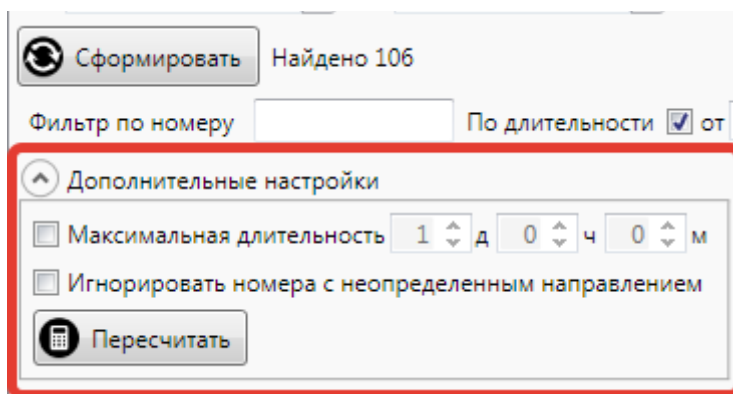 Сформировать Найдено 106
Фильтр по номеру По длительности от
Дополнительные настройки
Максимальная длительность 1 д 0 ч 0 м
Игнорировать номера с неопределенным направлением
Пересчитать